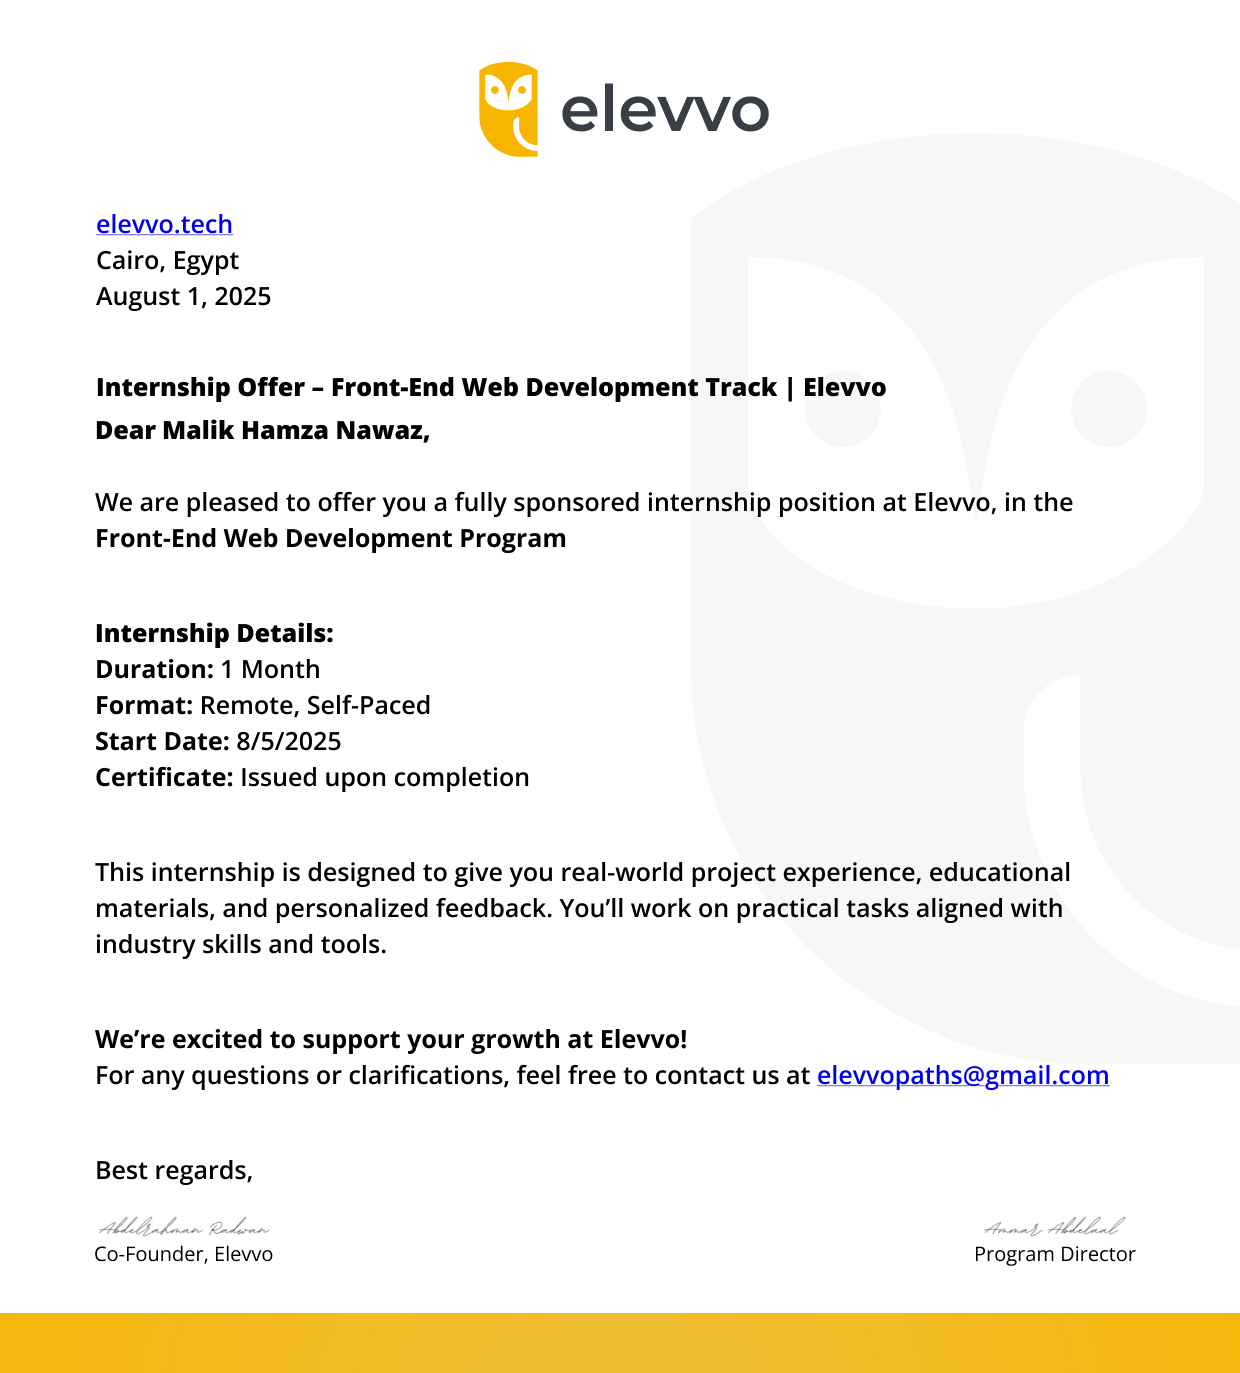 elevvo
elevvo.tech
Cairo, Egypt
August 1, 2025
Internship Offer – Front-End Web Development Track | Elevvo
Dear Malik Hamza Nawaz,
We are pleased to offer you a fully sponsored internship position at Elevvo, in the
Front-End Web Development Program
Internship Details:
Duration: 1 Month
Format: Remote, Self-Paced
Start Date: 8/5/2025
Certificate: Issued upon completion
This internship is designed to give you real-world project experience, educational
materials, and personalized feedback. You’ll work on practical tasks aligned with
industry skills and tools.
We’re excited to support your growth at Elevvo!
For any questions or clarifications, feel free to contact us at elevvopaths@gmail.com
Best regards,
Abdelrahman Radwan
Co-Founder, Elevvo
Ammar Abdelaal
Program Director